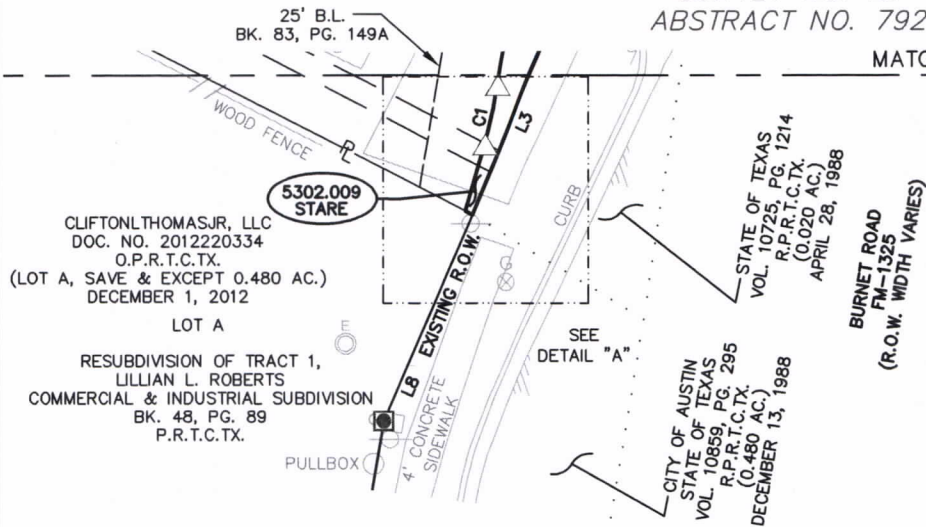 25' B.L.
BK. 83, PG. 149A
ABSTRACT NO. 792
MATC
WOOD FENCE
PL
C1
L3
5302.009
STARE
CURB
CLIFTONLTHOMASJR, LLC
DOC. NO. 2012220334
O.P.R.T.C.TX.
(LOT A, SAVE & EXCEPT 0.480 AC.)
DECEMBER 1, 2012
LOT A
RESUBDIVISION OF TRACT 1,
LILLIAN L. ROBERTS
COMMERCIAL & INDUSTRIAL SUBDIVISION
BK. 48, PG. 89
P.R.T.C.TX.
E
G
L8 EXISTING R.O.W.
SEE
DETAIL "A"
4' CONCRETE
SIDEWALK
PULLBOX
STATE OF TEXAS
VOL. 10725, PG. 1214
R.P.R.T.C.TX.
(0.020 AC.)
APRIL 28, 1988
BURNET ROAD
FM-1325
(R.O.W. WIDTH VARIES)
CITY OF AUSTIN
STATE OF TEXAS
VOL. 10859, PG. 295
R.P.R.T.C.TX.
(0.480 AC.)
DECEMBER 13, 1988